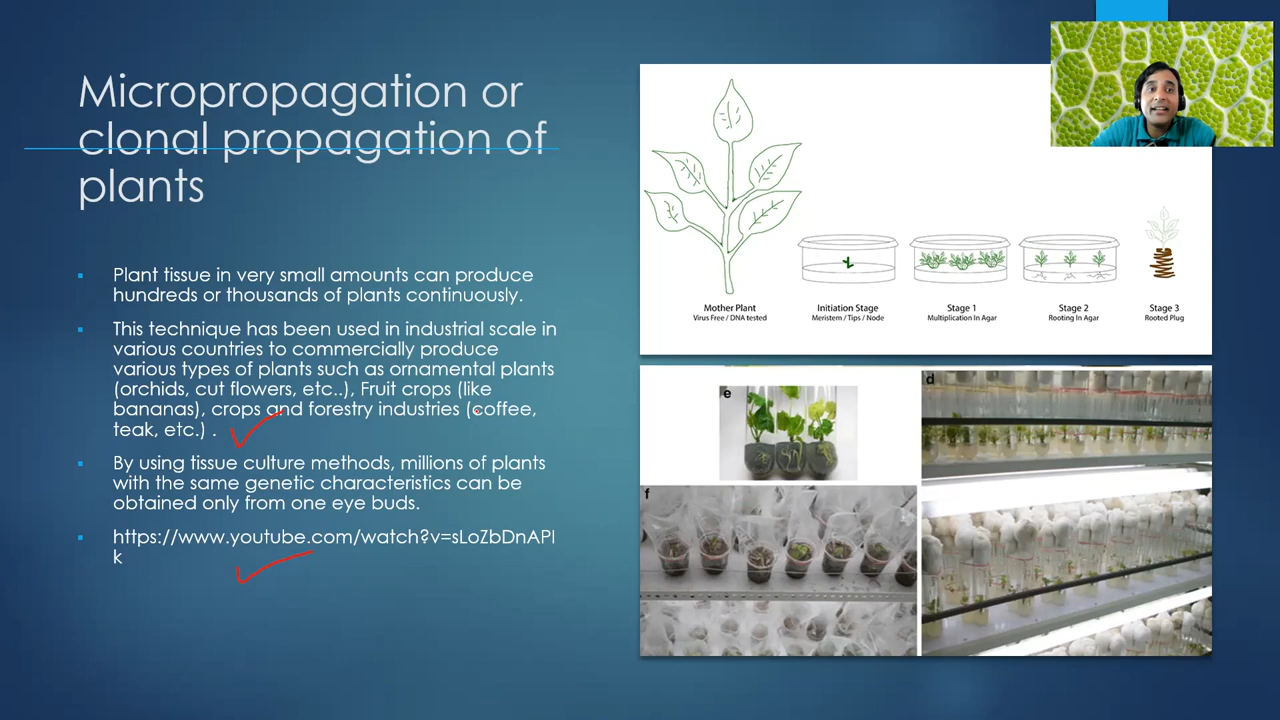 Micropropagation or
clonal propagation of
plants
Plant tissue in very small amounts can produce
hundreds or thousands of plants continuously.
This technique has been used in industrial scale in
various countries to commercially produce
various types of plants such as ornamental plants
(orchids, cut flowers, etc..), Fruit crops (like
bananas), crops and forestry industries (coffee,
teak, etc.) .
By using tissue culture methods, millions of plants
with the same genetic characteristics can be
obtained only from one eye buds.
https://www.youtube.com/watch?v=sLoZbDnAPI
k
Mother Plant
Virus Free / DNA tested
Initiation Stage
Meristem / Tips / Node
Stage 1
Multiplication In Agar
Stage 2
Rooting In Agar
Stage 3
Rooted Plug
e
d
f